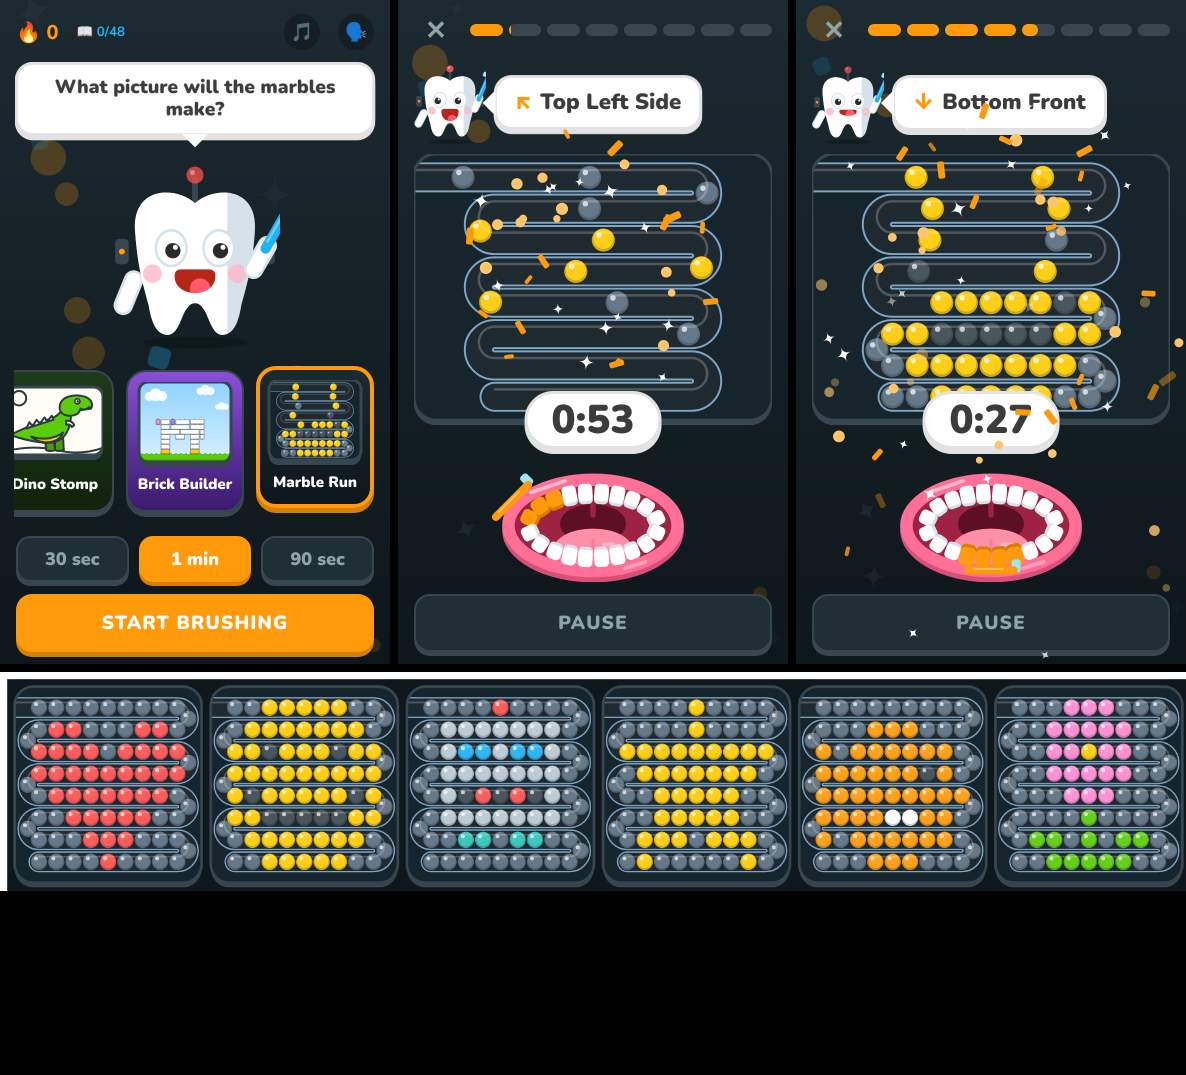 0
0/48
What picture will the marbles
make?
Dino Stomp
Brick Builder
Marble Run
30 sec
1 min
90 sec
START BRUSHING
Top Left Side
0:53
PAUSE
Bottom Front
0:27
PAUSE